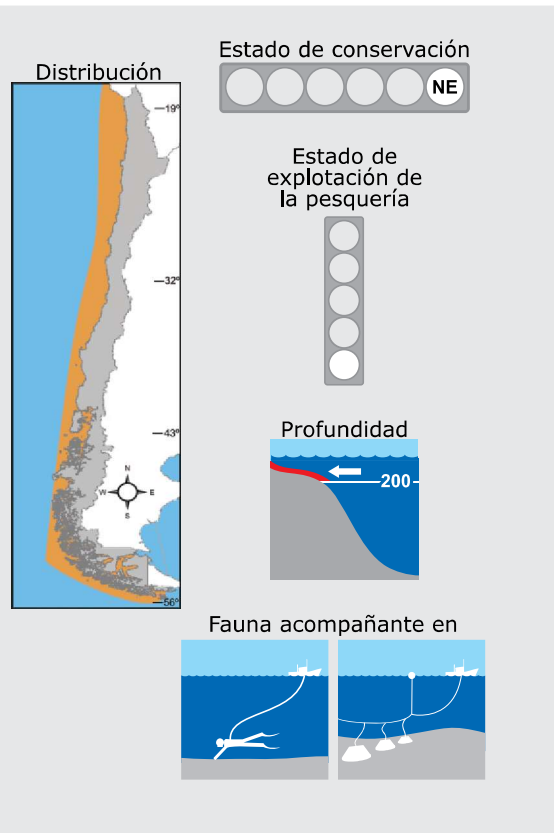 Estado de conservación
NE
Distribución
—19°
—32°
—43°
—56°
N
W
E
S
Estado de
explotación de
la pesquería
Profundidad
200
Fauna acompañante en